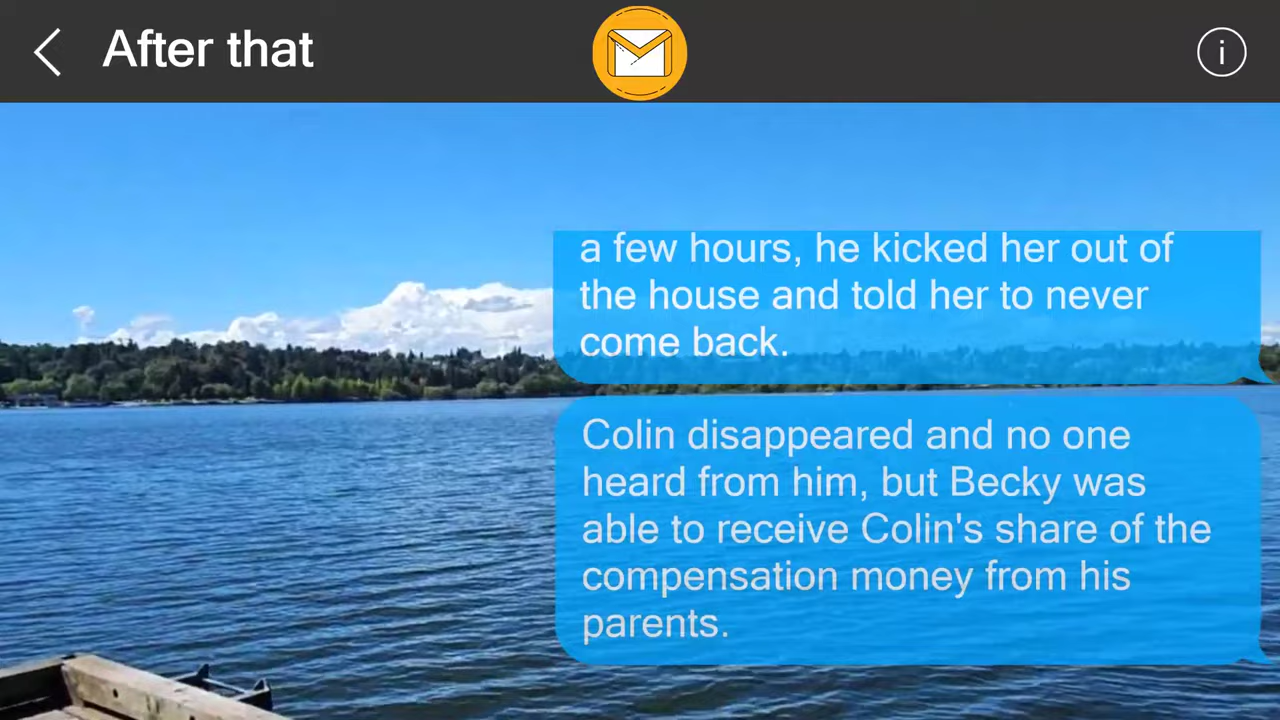 After that
i
a few hours, he kicked her out of
the house and told her to never
come back.
Colin disappeared and no one
heard from him, but Becky was
able to receive Colin's share of the
compensation money from his
parents.